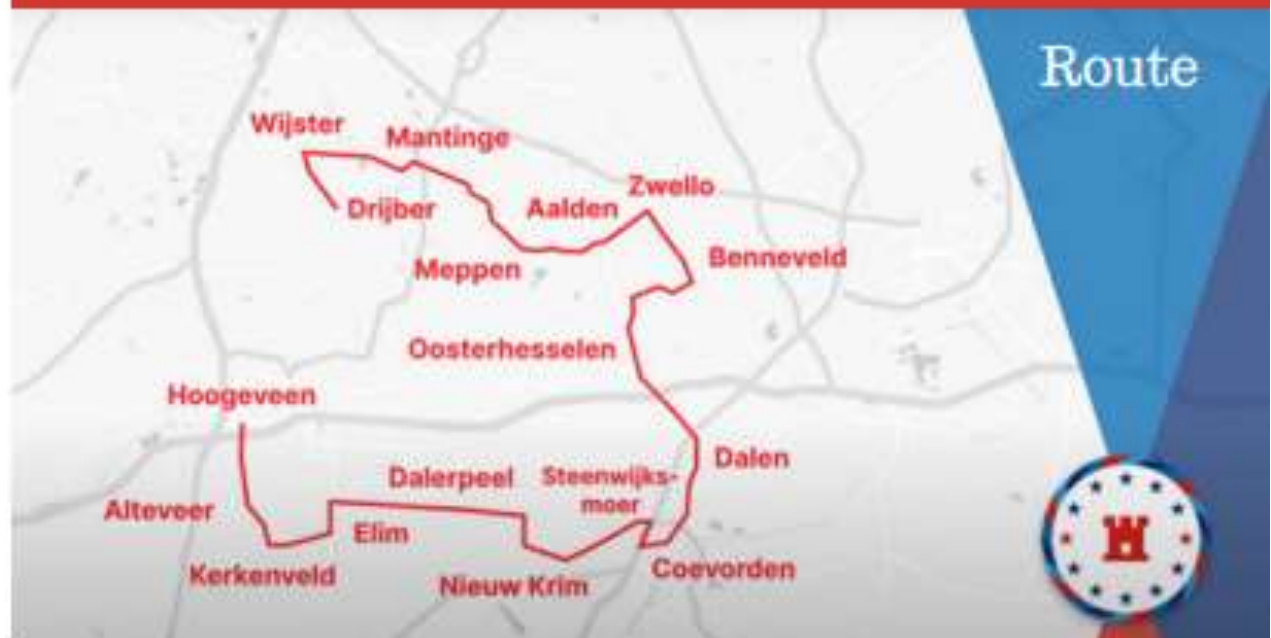 Route
Wijster
Mantinge
Zwello
Drijber
Aalden
Benneveld
Meppen
Oosterhesselen
Hoogeveen
Dalen
Dalerpeel
Steenwijks-
moer
Alteveer
Elim
Coevorden
Kerkenveld
Nieuw Krim